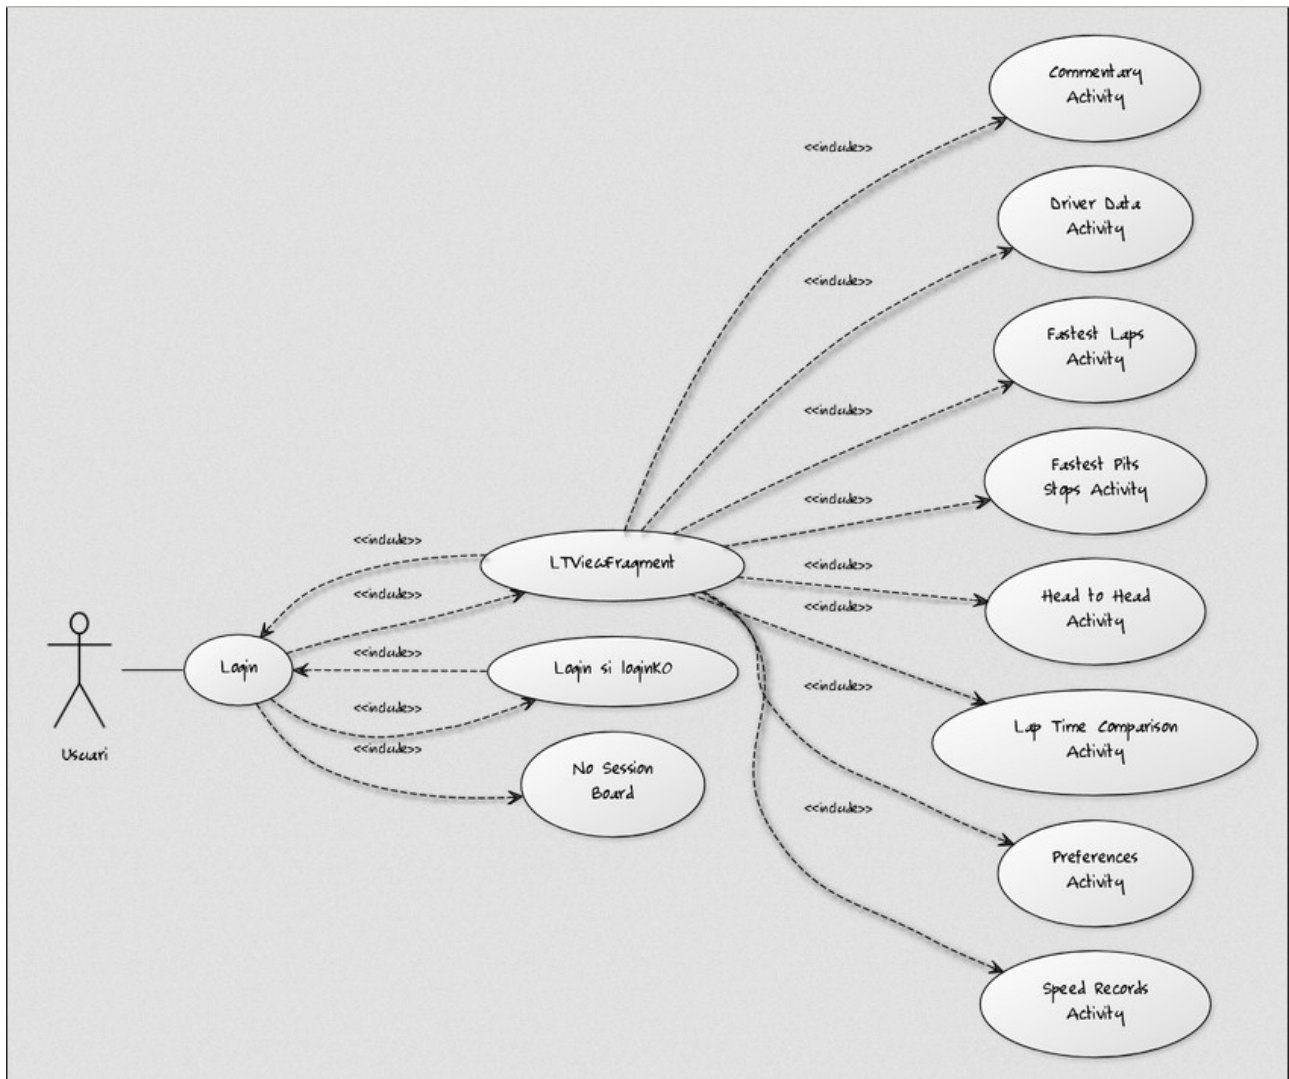 Commentary
Activity
<<include>>
Driver Data
Activity
<<include>>
Fastest Laps
Activity
<<include>>
Fastest Pits
Stops Activity
<<include>>
<<include>>
LTViewFragment
<<include>>
Head to Head
Activity
<<include>>
<<include>>
Login
<<include>>
Login si loginKO
<<include>>
<<include>>
Lap Time Comparison
Activity
<<include>>
Usuari
No Session
Board
<<include>>
Preferences
Activity
Speed Records
Activity